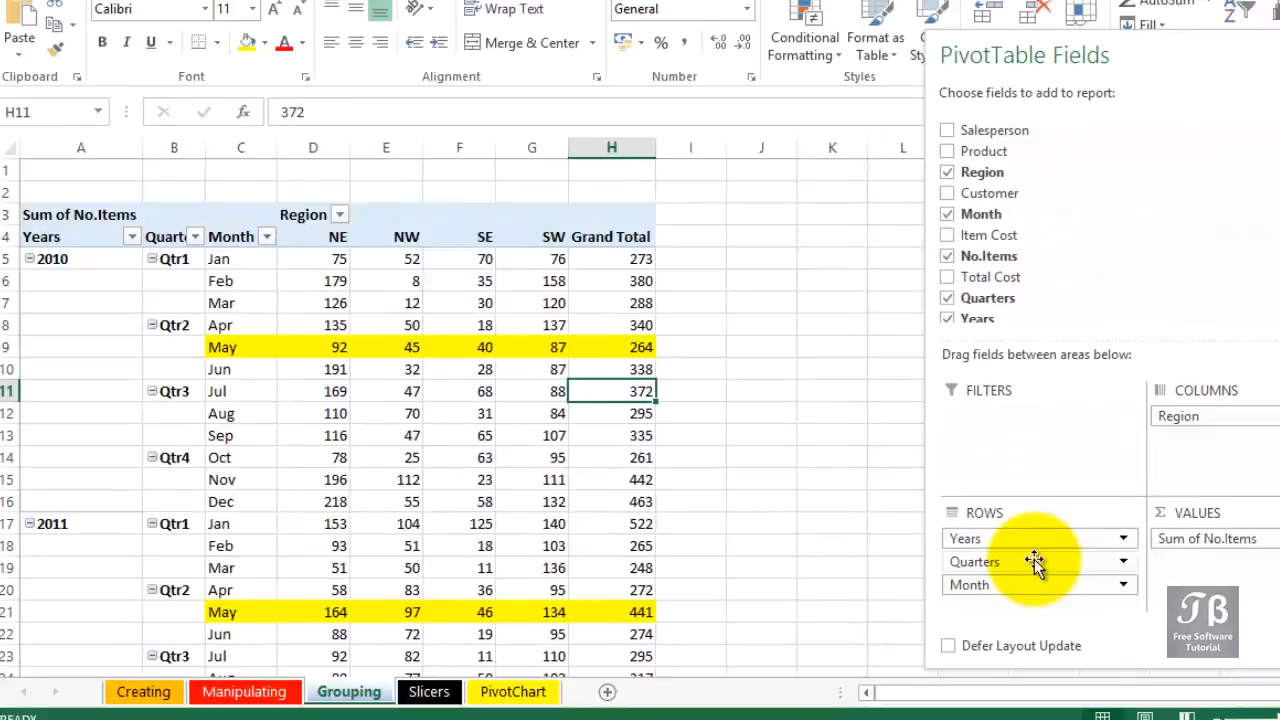 Calibri 11 Wrap Text General AutoSum
Paste B I U Merge & Center % , Conditional Formatting Format as Table Fill
Clipboard Font Alignment Number Styles
H11 fx 372
A B C D E F G H I J K L
1
2
3 Sum of No.Items Region
4 Years Quarte Month NE NW SE SW Grand Total
5 2010 Qtr1 Jan 75 52 70 76 273
6 Feb 179 8 35 158 380
7 Mar 126 12 30 120 288
8 Qtr2 Apr 135 50 18 137 340
9 May 92 45 40 87 264
10 Jun 191 32 28 87 338
11 Qtr3 Jul 169 47 68 88 372
12 Aug 110 70 31 84 295
13 Sep 116 47 65 107 335
14 Qtr4 Oct 78 25 63 95 261
15 Nov 196 112 23 111 442
16 Dec 218 55 58 132 463
17 2011 Qtr1 Jan 153 104 125 140 522
18 Feb 93 51 18 103 265
19 Mar 51 50 11 136 248
20 Qtr2 Apr 58 83 36 95 272
21 May 164 97 46 134 441
22 Jun 88 72 19 95 274
23 Qtr3 Jul 92 82 11 110 295
Creating Manipulating Grouping Slicers PivotChart
READY
PivotTable Fields
Choose fields to add to report:
Salesperson
Product
Region
Customer
Month
Item Cost
No.Items
Total Cost
Quarters
Years
Drag fields between areas below:
FILTERS COLUMNS
Region
ROWS Σ VALUES
Years Sum of No.Items
Quarters
Month
Defer Layout Update
TB
Free Software
Tutorial